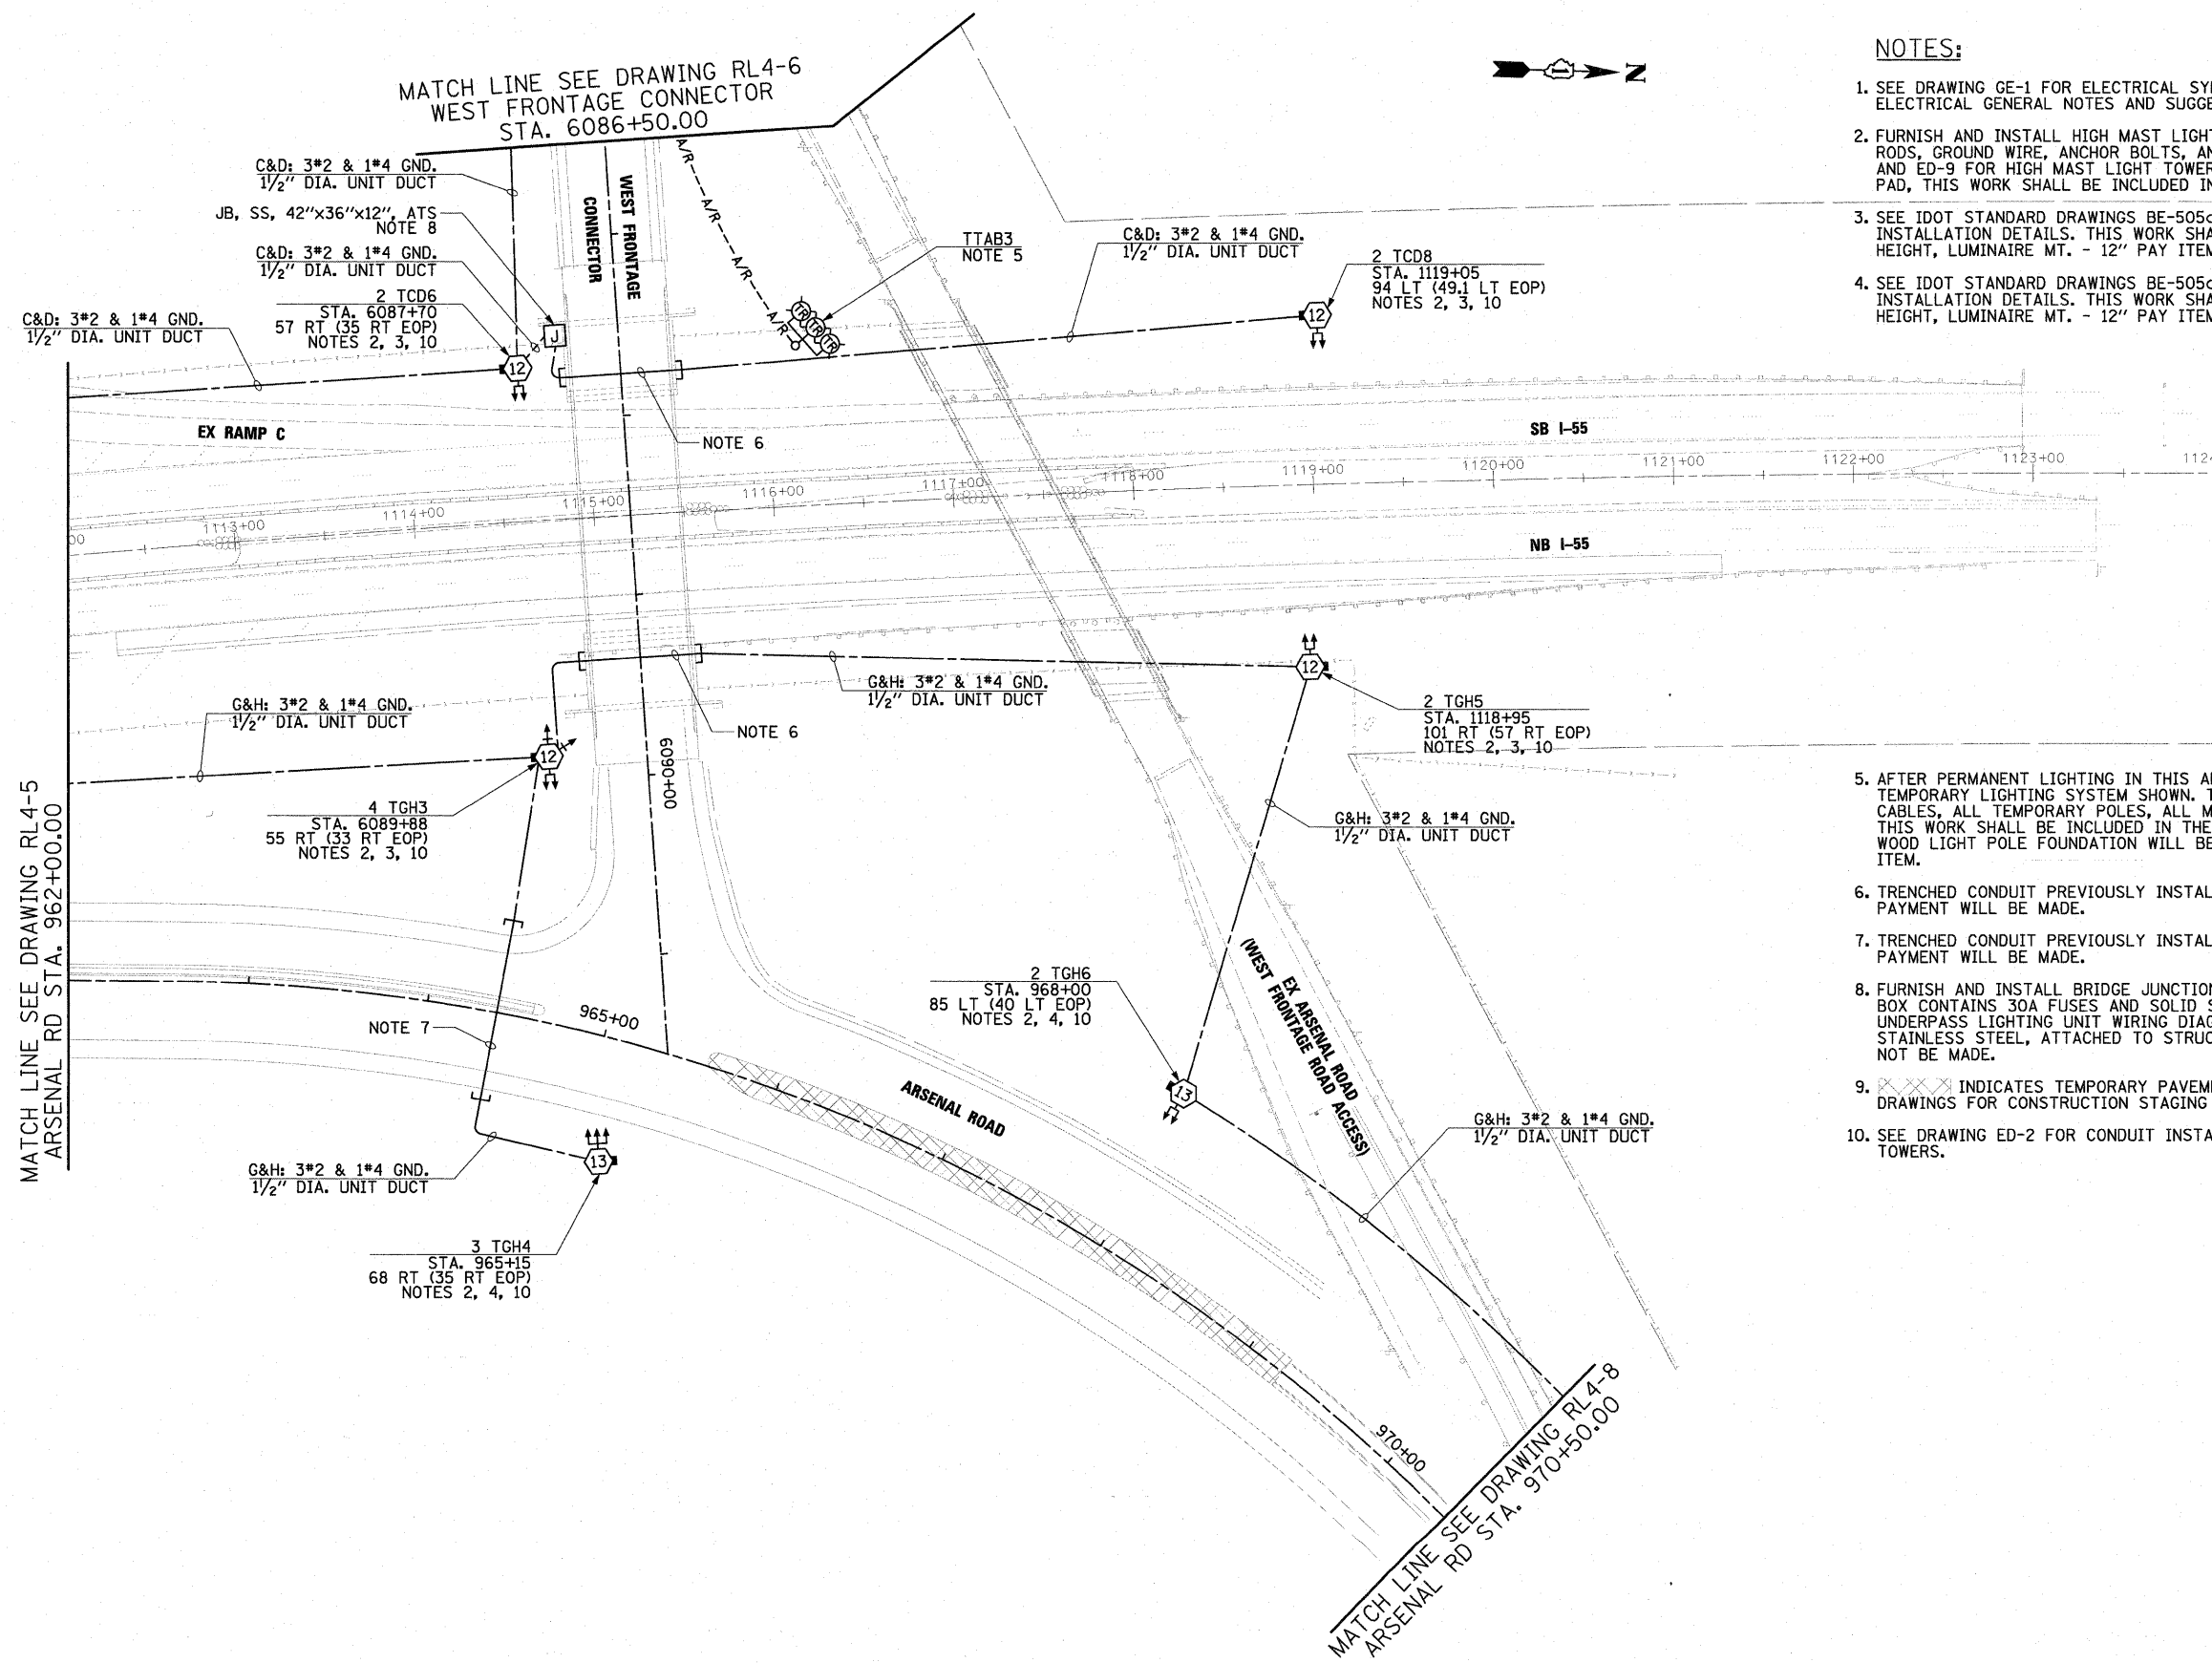 MATCH LINE SEE DRAWING RL4-6
WEST FRONTAGE CONNECTOR
STA. 6086+50.00
N
C&D: 3#2 & 1#4 GND.
1½" DIA. UNIT DUCT
JB, SS, 42"x36"x12", ATS
NOTE 8
C&D: 3#2 & 1#4 GND.
1½" DIA. UNIT DUCT
2 TCD6
STA. 6087+70
57 RT (35 RT EOP)
NOTES 2, 3, 10
C&D: 3#2 & 1#4 GND.
1½" DIA. UNIT DUCT
WEST FRONTAGE
CONNECTOR
A/R
A/R
A/R
A/R
TR
TR
TR
TTAB3
NOTE 5
C&D: 3#2 & 1#4 GND.
1½" DIA. UNIT DUCT
2 TCD8
STA. 1119+05
94 LT (49.1 LT EOP)
NOTES 2, 3, 10
12
J
12
EX RAMP C
NOTE 6
SB I-55
00
1113+00
1114+00
1115+00
1116+00
1117+00
1118+00
1119+00
1120+00
1121+00
1122+00
1123+00
112
NB I-55
G&H: 3#2 & 1#4 GND.
1½" DIA. UNIT DUCT
NOTE 6
G&H: 3#2 & 1#4 GND.
1½" DIA. UNIT DUCT
12
2 TGH5
STA. 1118+95
101 RT (57 RT EOP)
NOTES 2, 3, 10
12
6090+00
4 TGH3
STA. 6089+88
55 RT (33 RT EOP)
NOTES 2, 3, 10
G&H: 3#2 & 1#4 GND.
1½" DIA. UNIT DUCT
MATCH LINE SEE DRAWING RL4-5
ARSENAL RD STA. 962+00.00
965+00
NOTE 7
2 TGH6
STA. 968+00
85 LT (40 LT EOP)
NOTES 2, 4, 10
13
EX ARSENAL ROAD
(WEST FRONTAGE ROAD ACCESS)
ARSENAL ROAD
G&H: 3#2 & 1#4 GND.
1½" DIA. UNIT DUCT
G&H: 3#2 & 1#4 GND.
1½" DIA. UNIT DUCT
13
3 TGH4
STA. 965+15
68 RT (35 RT EOP)
NOTES 2, 4, 10
970+00
MATCH LINE SEE DRAWING RL4-8
ARSENAL RD STA. 970+50.00
NOTES:
1. SEE DRAWING GE-1 FOR ELECTRICAL SY
ELECTRICAL GENERAL NOTES AND SUGGE
2. FURNISH AND INSTALL HIGH MAST LIGHT
RODS, GROUND WIRE, ANCHOR BOLTS, A
AND ED-9 FOR HIGH MAST LIGHT TOWER
PAD, THIS WORK SHALL BE INCLUDED IN
3. SEE IDOT STANDARD DRAWINGS BE-505
INSTALLATION DETAILS. THIS WORK SHA
HEIGHT, LUMINAIRE MT. - 12" PAY ITEM
4. SEE IDOT STANDARD DRAWINGS BE-505
INSTALLATION DETAILS. THIS WORK SHA
HEIGHT, LUMINAIRE MT. - 12" PAY ITEM
5. AFTER PERMANENT LIGHTING IN THIS A
TEMPORARY LIGHTING SYSTEM SHOWN. T
CABLES, ALL TEMPORARY POLES, ALL M
THIS WORK SHALL BE INCLUDED IN THE
WOOD LIGHT POLE FOUNDATION WILL BE
ITEM.
6. TRENCHED CONDUIT PREVIOUSLY INSTAL
PAYMENT WILL BE MADE.
7. TRENCHED CONDUIT PREVIOUSLY INSTAL
PAYMENT WILL BE MADE.
8. FURNISH AND INSTALL BRIDGE JUNCTION
BOX CONTAINS 30A FUSES AND SOLID S
UNDERPASS LIGHTING UNIT WIRING DIAG
STAINLESS STEEL, ATTACHED TO STRUC
NOT BE MADE.
9. INDICATES TEMPORARY PAVEM
DRAWINGS FOR CONSTRUCTION STAGING
10. SEE DRAWING ED-2 FOR CONDUIT INSTA
TOWERS.